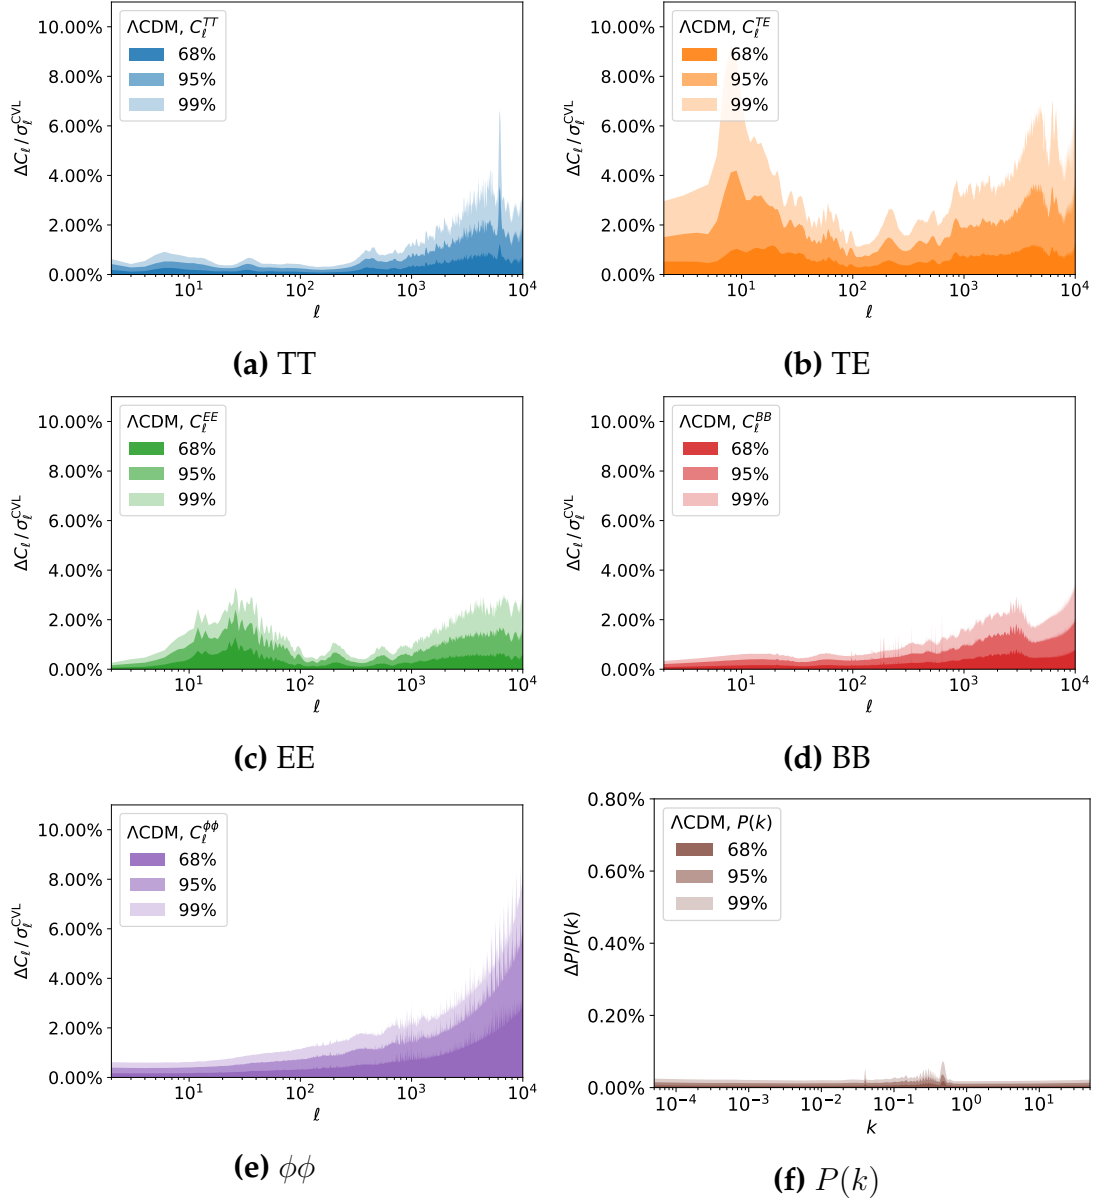 ΛCDM, C_ℓ^{TT}
68%
95%
99%
10.00%
8.00%
6.00%
4.00%
2.00%
0.00%
ΔC_ℓ / σ_ℓ^{CVL}
10^1 10^2 10^3 10^4
ℓ
(a) TT
ΛCDM, C_ℓ^{TE}
68%
95%
99%
10.00%
8.00%
6.00%
4.00%
2.00%
0.00%
ΔC_ℓ / σ_ℓ^{CVL}
10^1 10^2 10^3 10^4
ℓ
(b) TE
ΛCDM, C_ℓ^{EE}
68%
95%
99%
10.00%
8.00%
6.00%
4.00%
2.00%
0.00%
ΔC_ℓ / σ_ℓ^{CVL}
10^1 10^2 10^3 10^4
ℓ
(c) EE
ΛCDM, C_ℓ^{BB}
68%
95%
99%
10.00%
8.00%
6.00%
4.00%
2.00%
0.00%
ΔC_ℓ / σ_ℓ^{CVL}
10^1 10^2 10^3 10^4
ℓ
(d) BB
ΛCDM, C_ℓ^{ϕϕ}
68%
95%
99%
10.00%
8.00%
6.00%
4.00%
2.00%
0.00%
ΔC_ℓ / σ_ℓ^{CVL}
10^1 10^2 10^3 10^4
ℓ
(e) ϕϕ
ΛCDM, P(k)
68%
95%
99%
0.80%
0.60%
0.40%
0.20%
0.00%
ΔP/P(k)
10^{−4} 10^{−3} 10^{−2} 10^{−1} 10^0 10^1
k
(f) P(k)